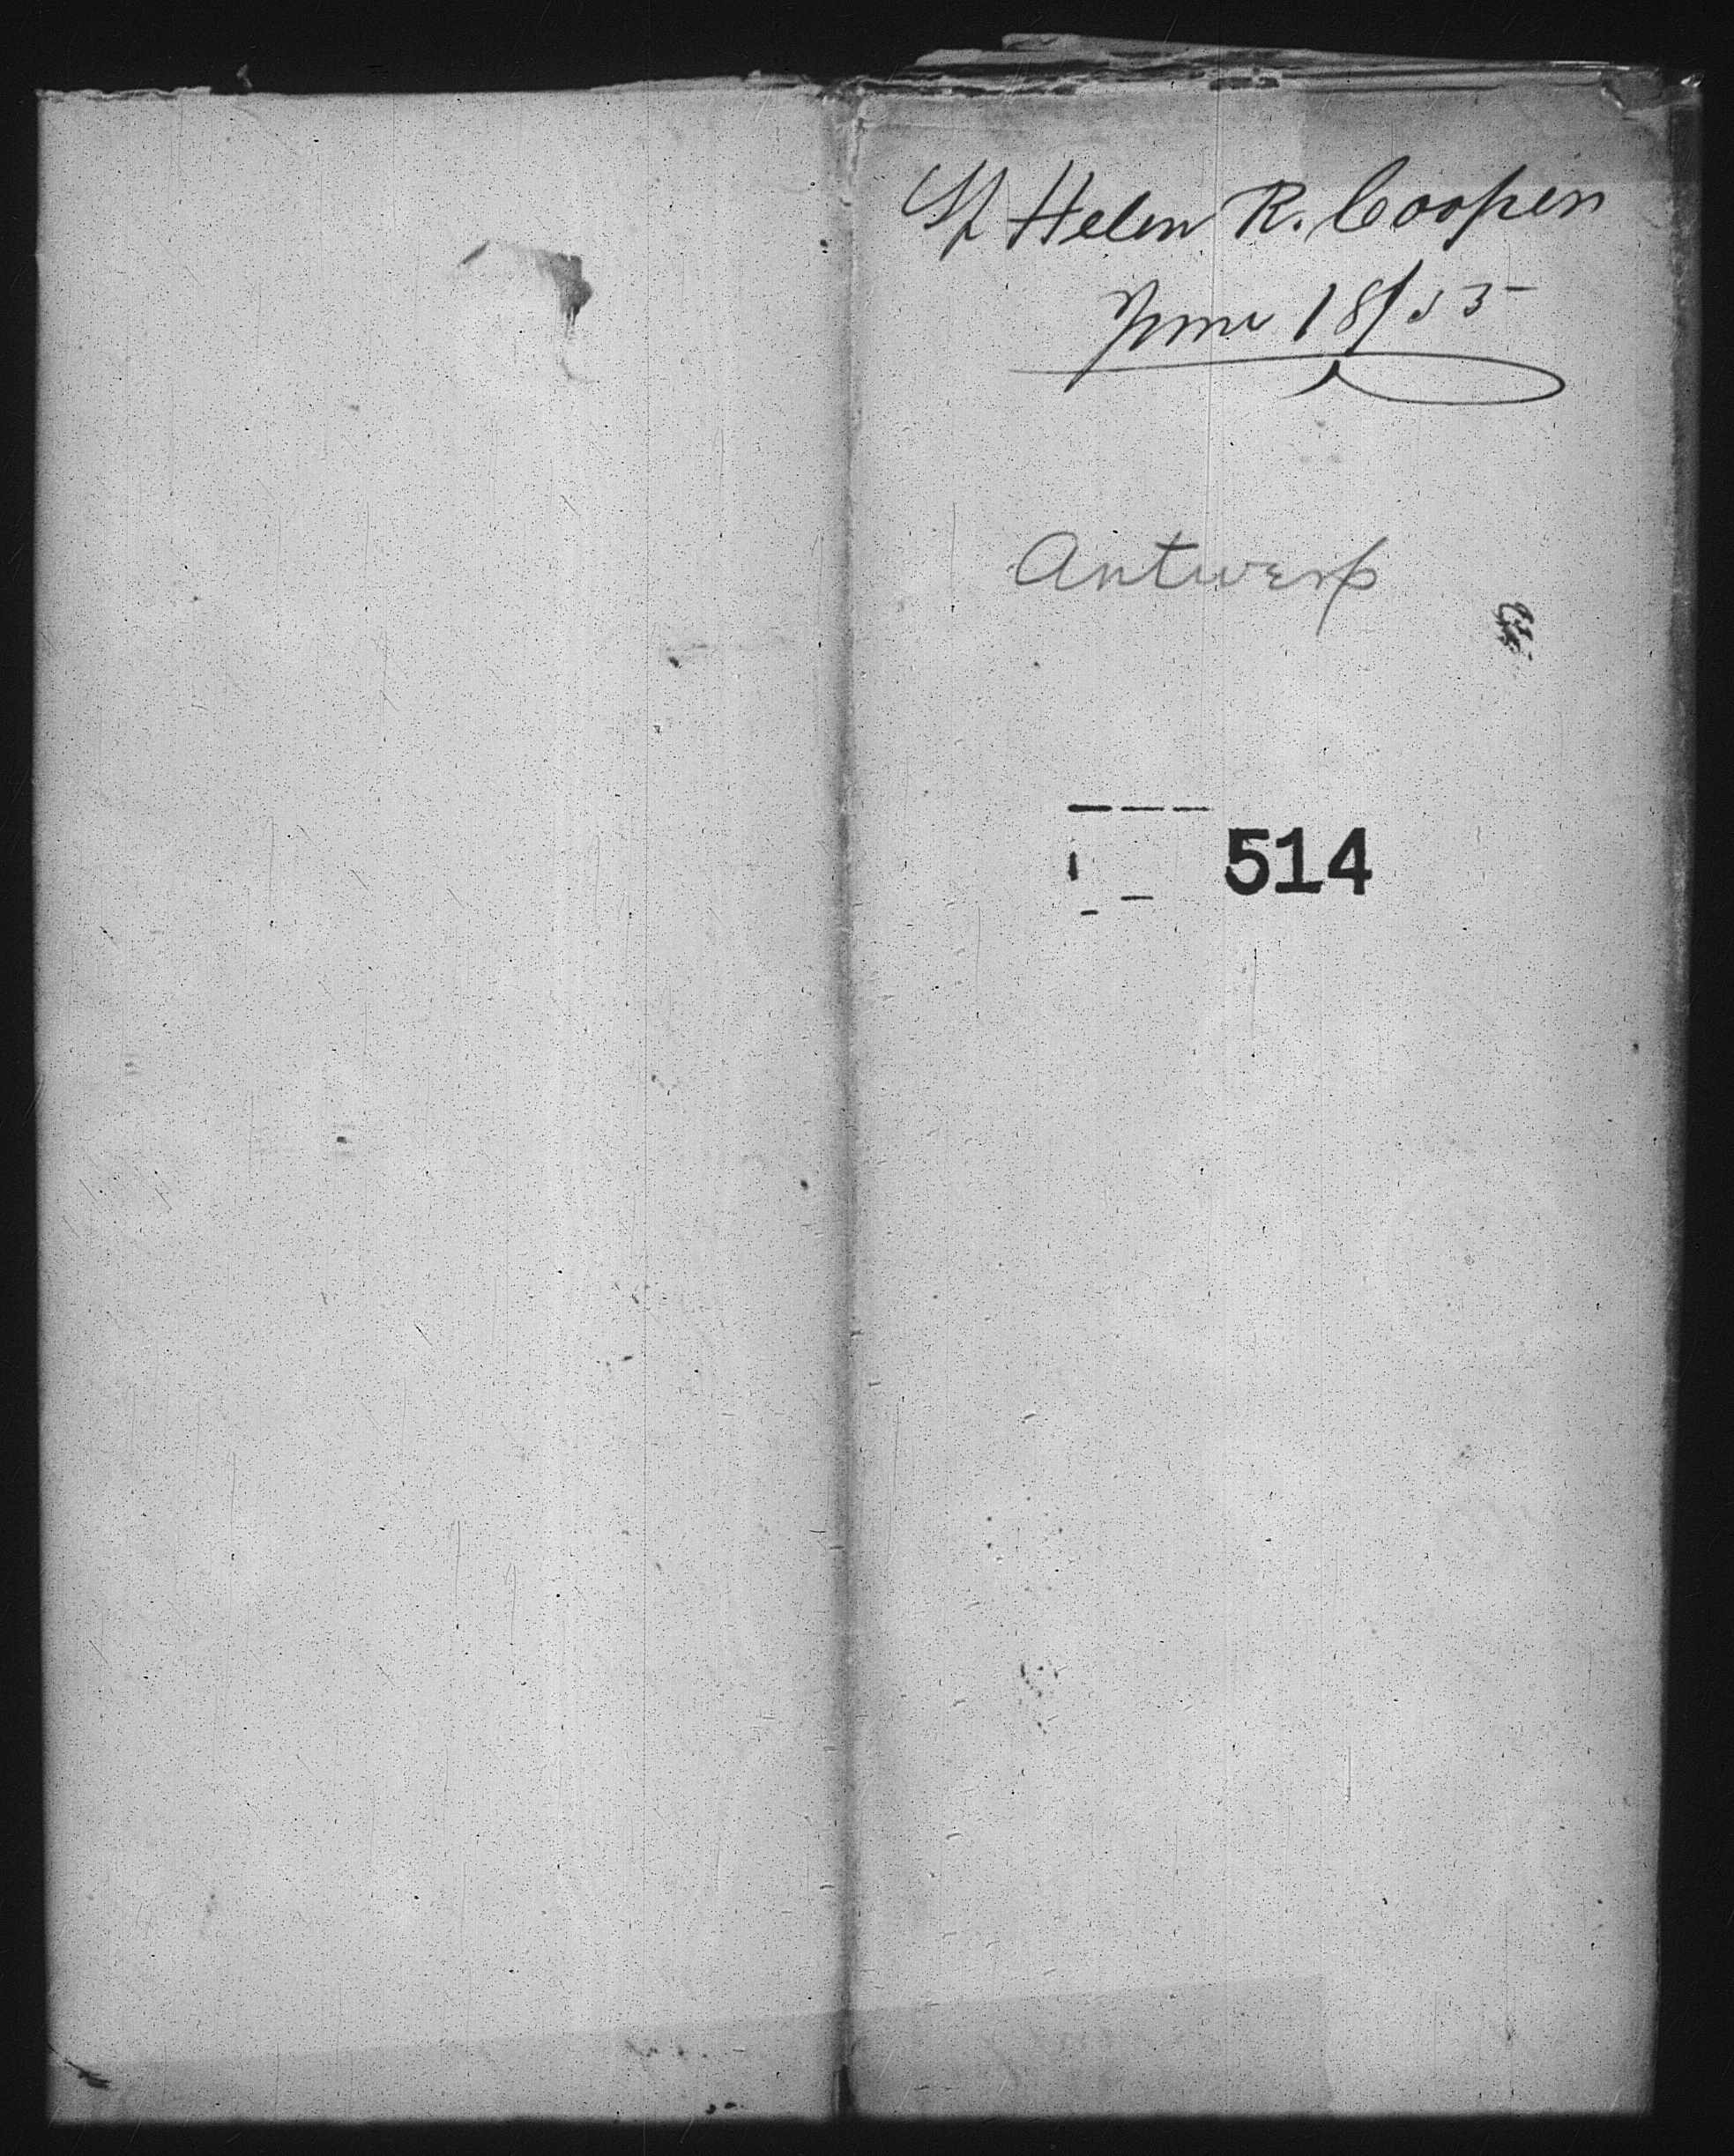 Sp Helen R. Cooper
June 18/55
Antwerp
514